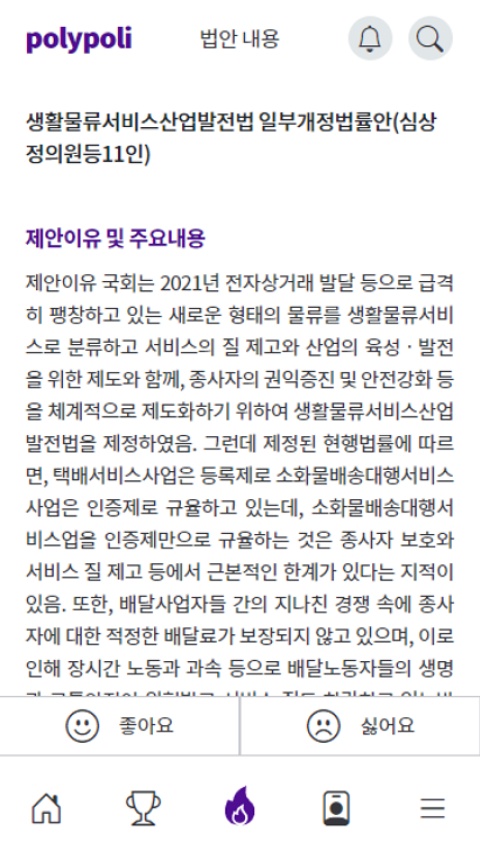 polypoli
법안 내용
생활물류서비스산업발전법 일부개정법률안(심상
정의원등11인)
제안이유 및 주요내용
제안이유 국회는 2021년 전자상거래 발달 등으로 급격
히 팽창하고 있는 새로운 형태의 물류를 생활물류서비
스로 분류하고 서비스의 질 제고와 산업의 육성 · 발전
을 위한 제도와 함께, 종사자의 권익증진 및 안전강화 등
을 체계적으로 제도화하기 위하여 생활물류서비스산업
발전법을 제정하였음. 그런데 제정된 현행법률에 따르
면, 택배서비스사업은 등록제로 소화물배송대행서비스
사업은 인증제로 규율하고 있는데, 소화물배송대행서
비스업을 인증제만으로 규율하는 것은 종사자 보호와
서비스 질 제고 등에서 근본적인 한계가 있다는 지적이
있음. 또한, 배달사업자들 간의 지나친 경쟁 속에 종사
자에 대한 적정한 배달료가 보장되지 않고 있으며, 이로
인해 장시간 노동과 과속 등으로 배달노동자들의 생명
좋아요
싫어요